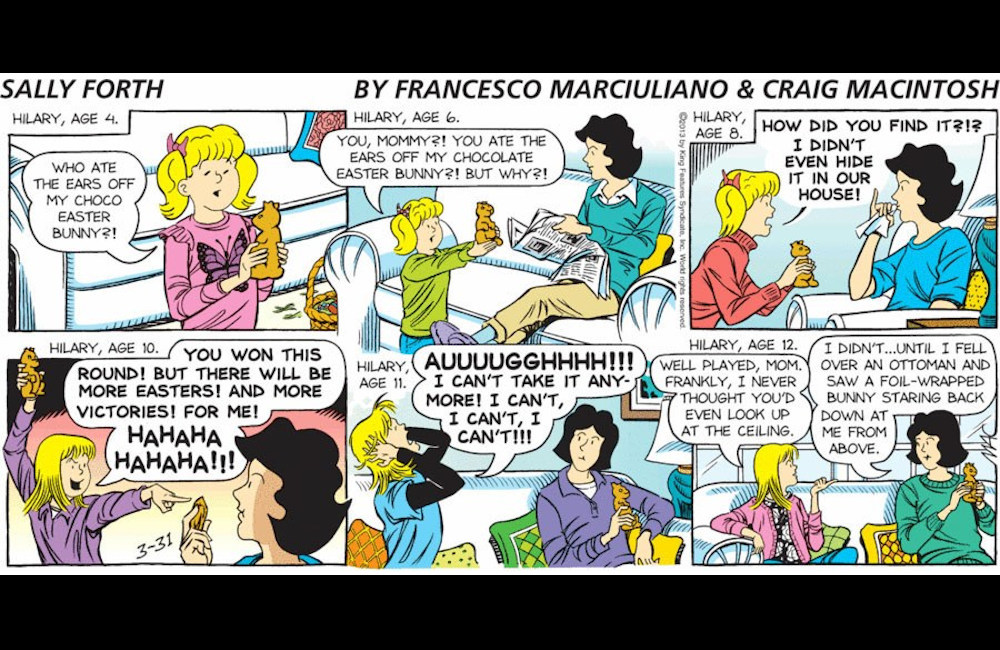 SALLY FORTH
BY FRANCESCO MARCIULIANO & CRAIG MACINTOSH
HILARY, AGE 4.
WHO ATE
THE EARS OFF
MY CHOCO
EASTER
BUNNY?!
HILARY, AGE 6.
YOU, MOMMY?! YOU ATE THE
EARS OFF MY CHOCOLATE
EASTER BUNNY?! BUT WHY?!
©2013 by King Features Syndicate, Inc. World rights reserved.
HILARY,
AGE 8.
HOW DID YOU FIND IT?!?
I DIDN'T
EVEN HIDE
IT IN OUR
HOUSE!
HILARY, AGE 10.
YOU WON THIS
ROUND! BUT THERE WILL BE
MORE EASTERS! AND MORE
VICTORIES! FOR ME!
HAHAHA
HAHAHA!!!
3-31
HILARY,
AGE 11.
AUUUUGGHHHH!!!
I CAN'T TAKE IT ANY-
MORE! I CAN'T,
I CAN'T, I
CAN'T!!!
HILARY, AGE 12.
WELL PLAYED, MOM.
FRANKLY, I NEVER
THOUGHT YOU'D
EVEN LOOK UP
AT THE CEILING.
I DIDN'T...UNTIL I FELL
OVER AN OTTOMAN AND
SAW A FOIL-WRAPPED
BUNNY STARING BACK
DOWN AT
ME FROM
ABOVE.